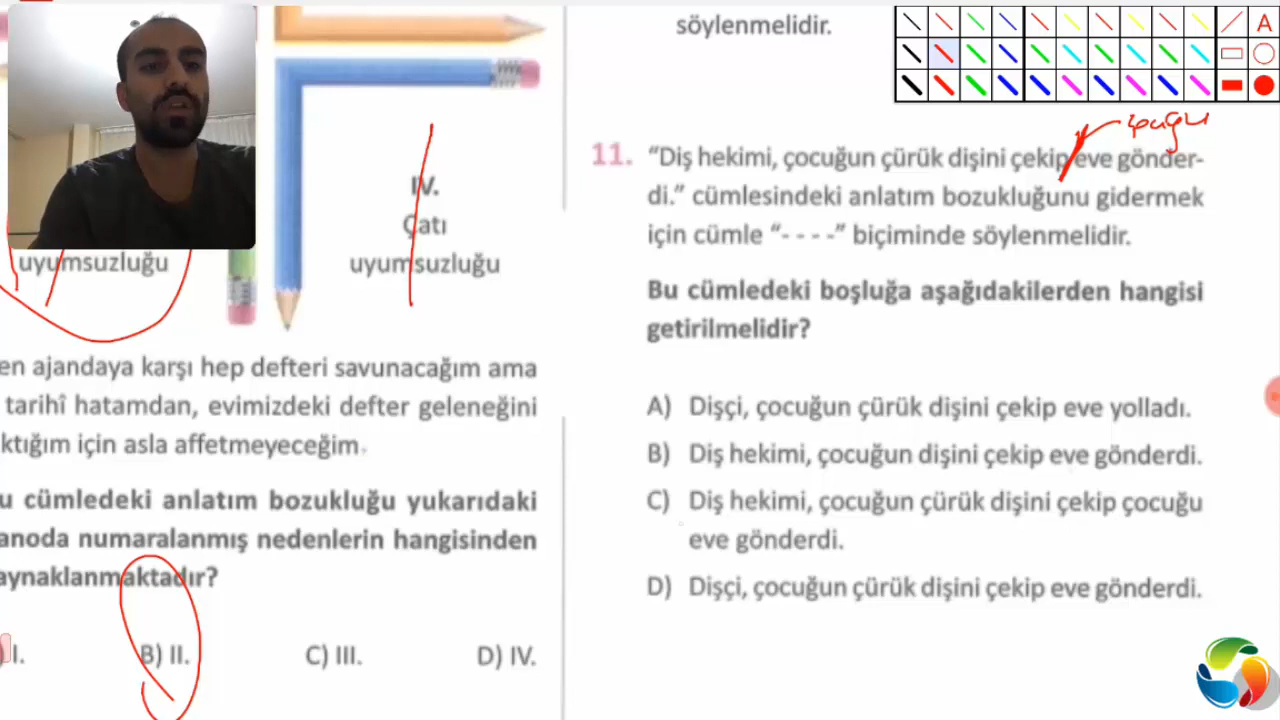 IV.
Çatı
uyumsuzluğu
uyumsuzluğu
en ajandaya karşı hep defteri savunacağım ama
tarihî hatamdan, evimizdeki defter geleneğini
ktığım için asla affetmeyeceğim.
u cümledeki anlatım bozukluğu yukarıdaki
anoda numaralanmış nedenlerin hangisinden
aynaklanmaktadır?
I.
B) II.
C) III.
D) IV.
söylenmelidir.
A
çocuğu
11. “Diş hekimi, çocuğun çürük dişini çekip eve gönder-
di.” cümlesindeki anlatım bozukluğunu gidermek
için cümle “- - - -” biçiminde söylenmelidir.
Bu cümledeki boşluğa aşağıdakilerden hangisi
getirilmelidir?
A) Dişçi, çocuğun çürük dişini çekip eve yolladı.
B) Diş hekimi, çocuğun dişini çekip eve gönderdi.
C) Diş hekimi, çocuğun çürük dişini çekip çocuğu
eve gönderdi.
D) Dişçi, çocuğun çürük dişini çekip eve gönderdi.